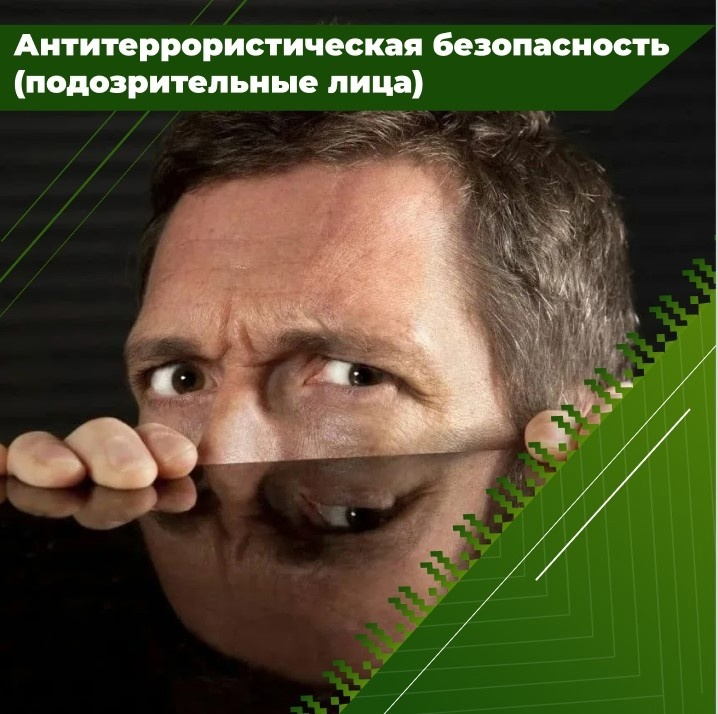 Антитеррористическая безопасность
(подозрительные лица)